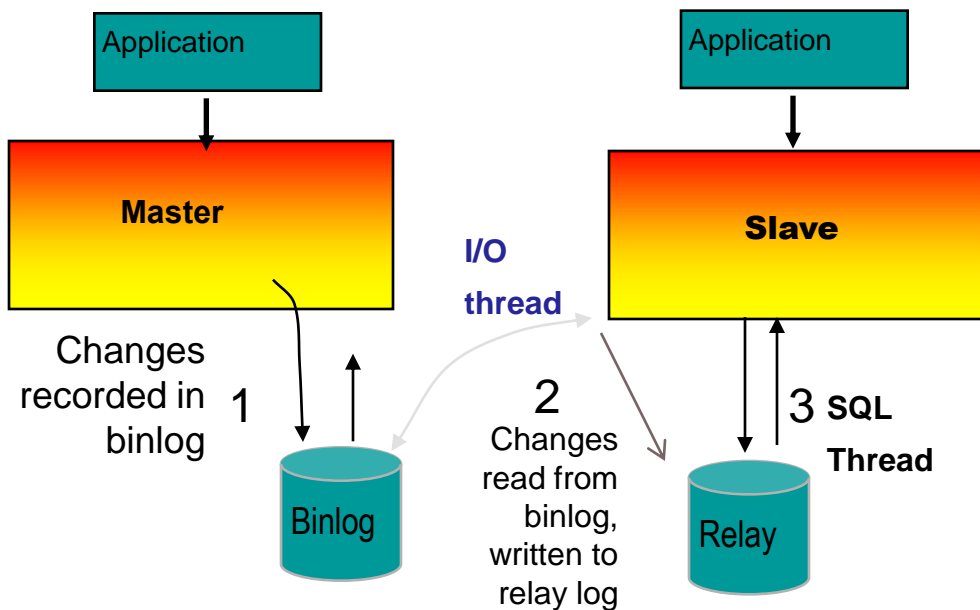 Application
Application
Master
Slave
I/O
thread
Changes
recorded in
binlog
1
2
Changes
read from
binlog,
written to
relay log
3
SQL
Thread
Binlog
Relay